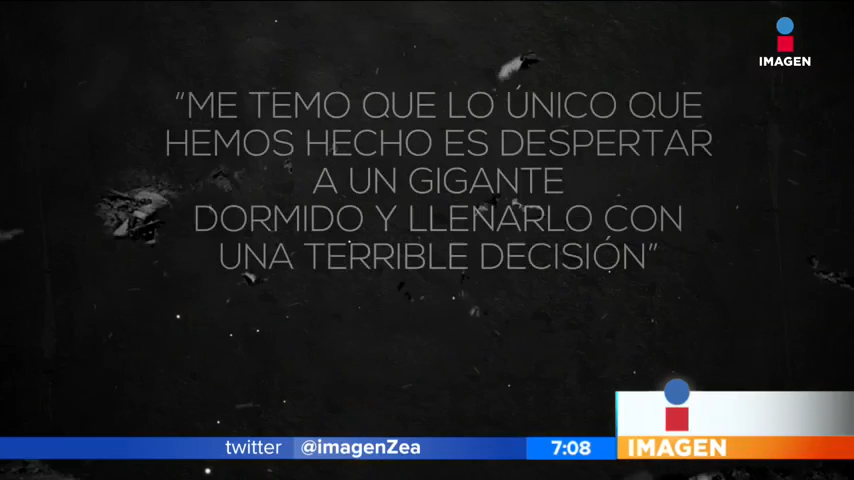 IMAGEN
“ME TEMO QUE LO ÚNICO QUE
HEMOS HECHO ES DESPERTAR
A UN GIGANTE
DORMIDO Y LLENARLO CON
UNA TERRIBLE DECISIÓN”
twitter @imagenZea 7:08 IMAGEN